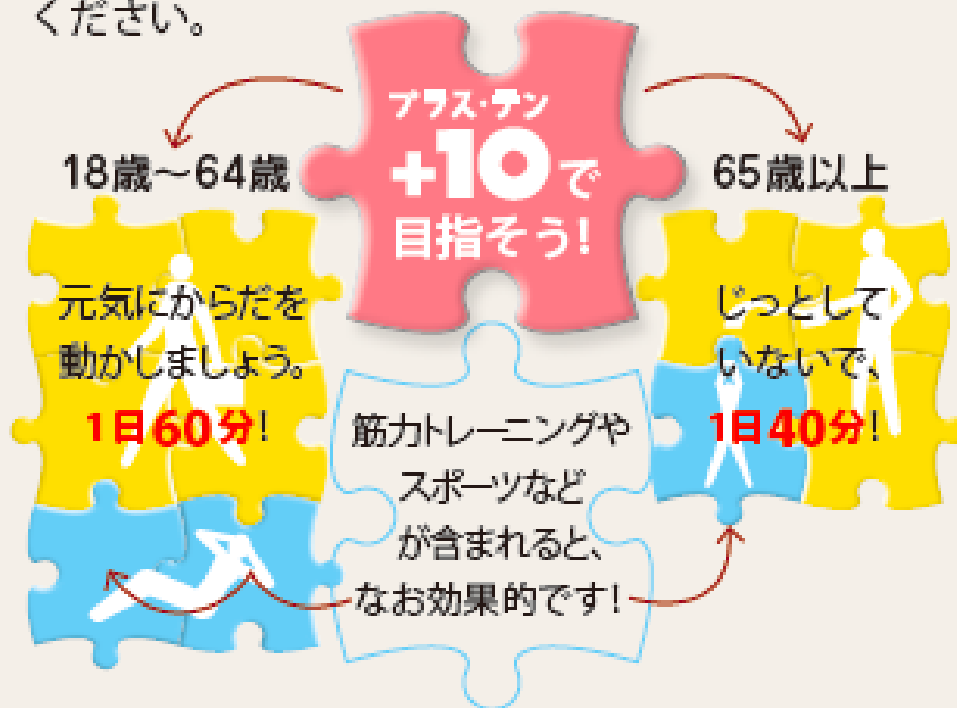 ください。
プラス・テン
+10で
目指そう!
18歳～64歳
元気にからだを
動かしましょう。
1日60分!
65歳以上
じっとして
いないで、
1日40分!
筋力トレーニングや
スポーツなど
が含まれると、
なお効果的です!